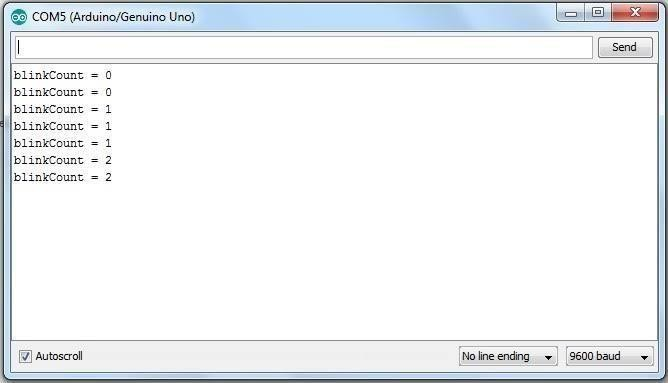 COM5 (Arduino/Genuino Uno)
Send
blinkCount = 0
blinkCount = 0
blinkCount = 1
blinkCount = 1
blinkCount = 1
blinkCount = 2
blinkCount = 2
Autoscroll
No line ending
9600 baud